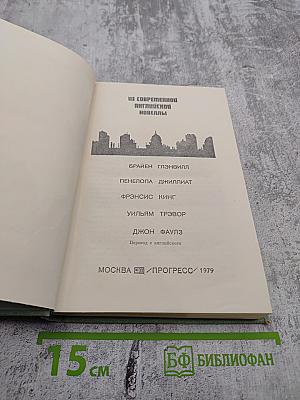 ИЗ СОВРЕМЕННОЙ
АНГЛИЙСКОЙ
НОВЕЛЛЫ
БРАЙЕН ГЛЭНВИЛЛ
ПЕНЕЛОПА ДЖИЛЛИАТ
ФРЭНСИС КИНГ
УИЛЬЯМ ТРЭВОР
ДЖОН ФАУЛЗ
Перевод с английского
МОСКВА /ПРОГРЕСС/ 1979
15 СМ
БФ БИБЛИОФАН